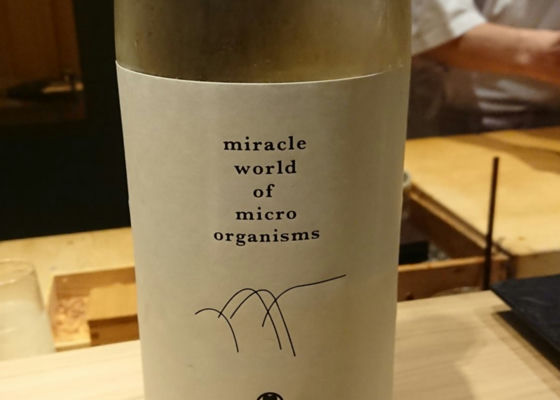 miracle
world
of
micro
organisms